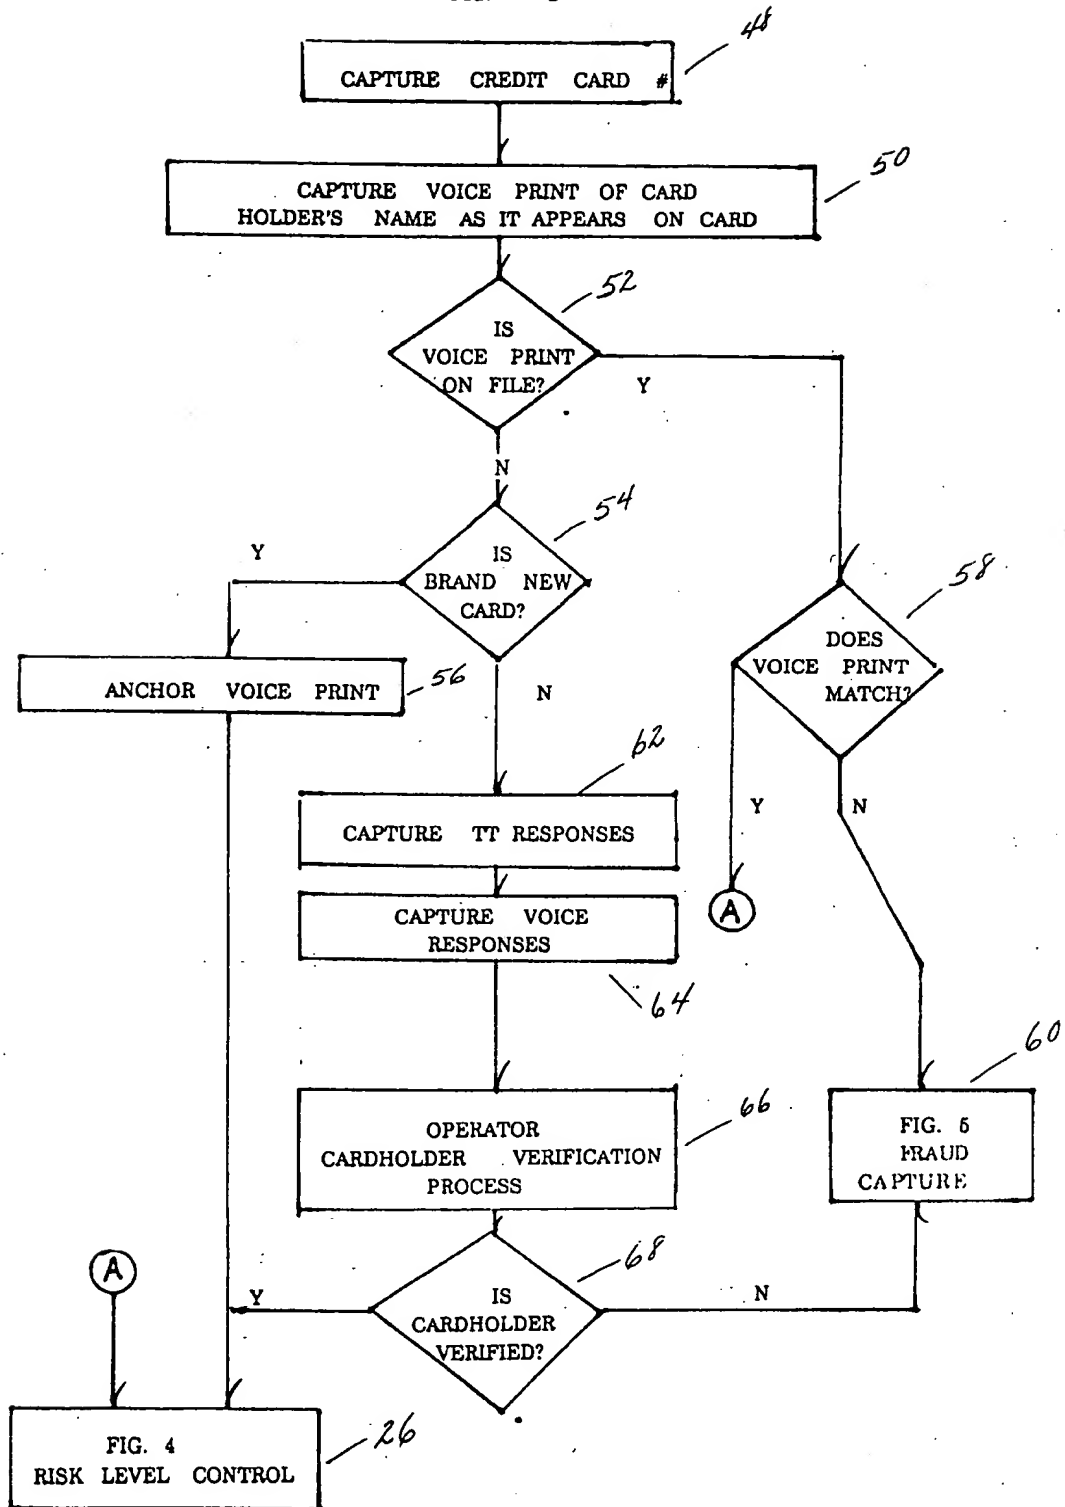 48
CAPTURE CREDIT CARD #
50
CAPTURE VOICE PRINT OF CARD
HOLDER'S NAME AS IT APPEARS ON CARD
52
IS
VOICE PRINT
ON FILE?
Y
N
54
IS
BRAND NEW
CARD?
Y
58
DOES
VOICE PRINT
MATCH?
ANCHOR VOICE PRINT
56
N
62
CAPTURE TT RESPONSES
Y
N
A
CAPTURE VOICE
RESPONSES
64
60
66
OPERATOR
CARDHOLDER VERIFICATION
PROCESS
FIG. 5
FRAUD
CAPTURE
A
68
IS
CARDHOLDER
VERIFIED?
Y
N
FIG. 4
RISK LEVEL CONTROL
26